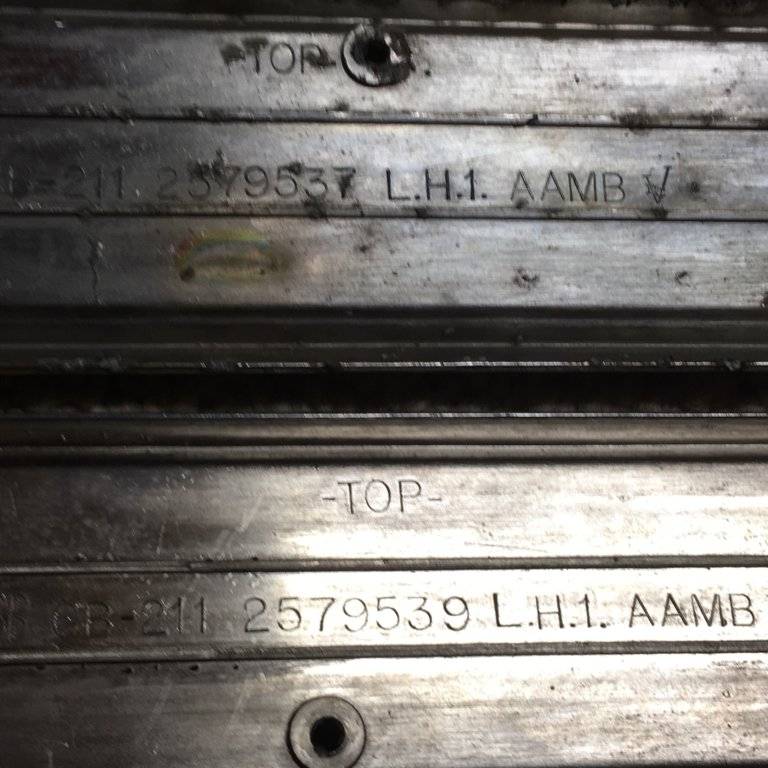 -TOP-
B-211 2579537 L.H.1. AAMB V
-TOP-
CB-211 2579539 L.H.1. AAMB